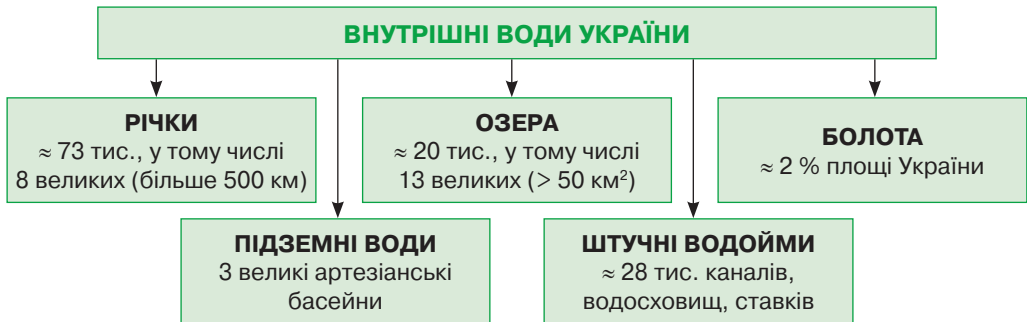 ВНУТРІШНІ ВОДИ УКРАЇНИ
РІЧКИ
≈ 73 тис., у тому числі
8 великих (більше 500 км)
ОЗЕРА
≈ 20 тис., у тому числі
13 великих (> 50 км²)
БОЛОТА
≈ 2 % площі України
ПІДЗЕМНІ ВОДИ
3 великі артезіанські
басейни
ШТУЧНІ ВОДОЙМИ
≈ 28 тис. каналів,
водосховищ, ставків